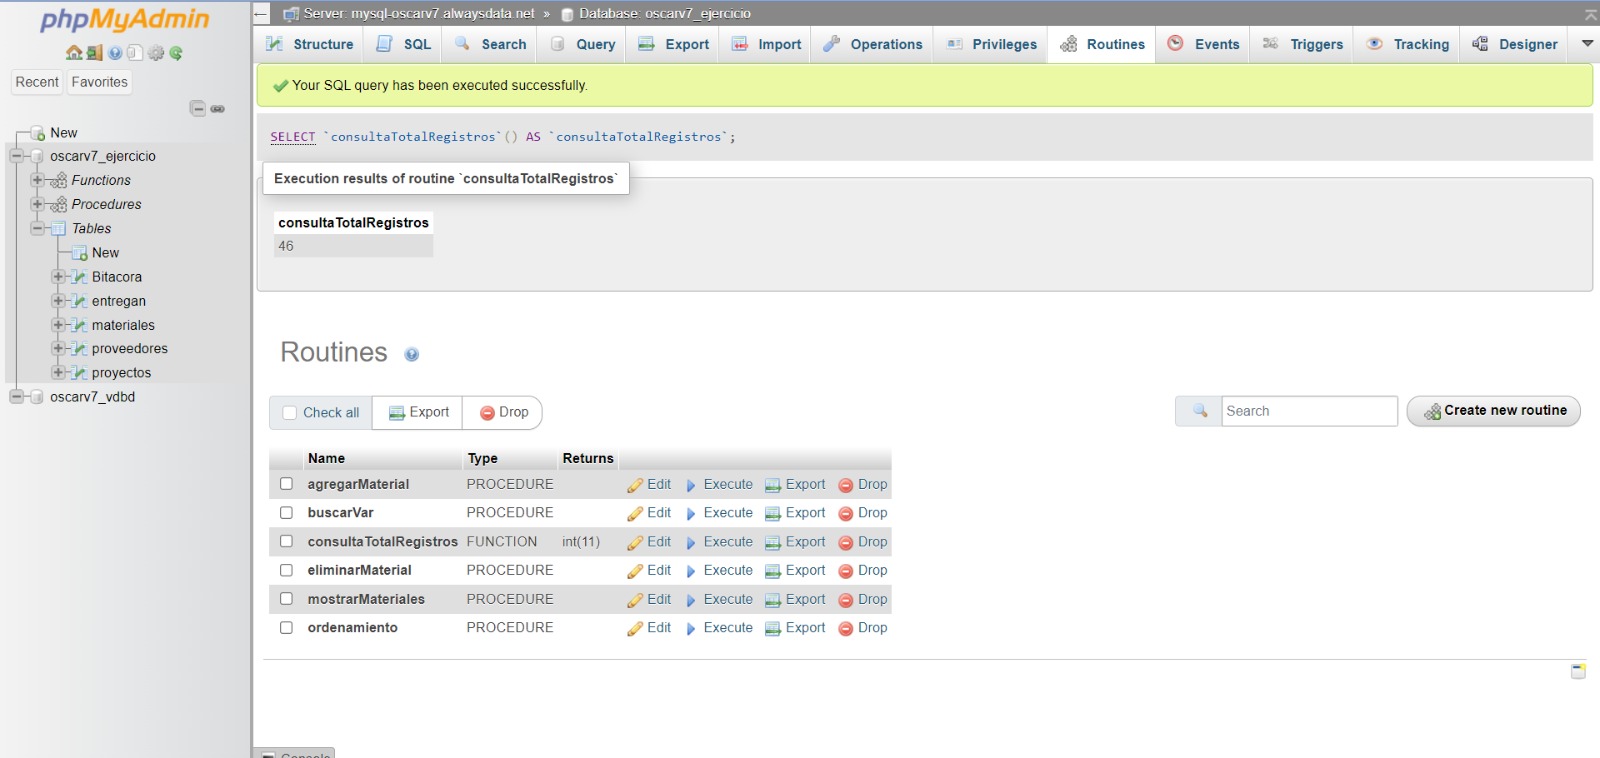 phpMyAdmin
Recent Favorites
New
oscarv7_ejercicio
Functions
Procedures
Tables
New
Bitacora
entregan
materiales
proveedores
proyectos
oscarv7_vdbd
Server: mysql-oscarv7.alwaysdata.net » Database: oscarv7_ejercicio
Structure SQL Search Query Export Import Operations Privileges Routines Events Triggers Tracking Designer
Your SQL query has been executed successfully.
SELECT `consultaTotalRegistros`() AS `consultaTotalRegistros`;
Execution results of routine `consultaTotalRegistros`
consultaTotalRegistros
46
Routines
Check all Export Drop Search Create new routine
Name Type Returns
agregarMaterial PROCEDURE Edit Execute Export Drop
buscarVar PROCEDURE Edit Execute Export Drop
consultaTotalRegistros FUNCTION int(11) Edit Execute Export Drop
eliminarMaterial PROCEDURE Edit Execute Export Drop
mostrarMateriales PROCEDURE Edit Execute Export Drop
ordenamiento PROCEDURE Edit Execute Export Drop
Console